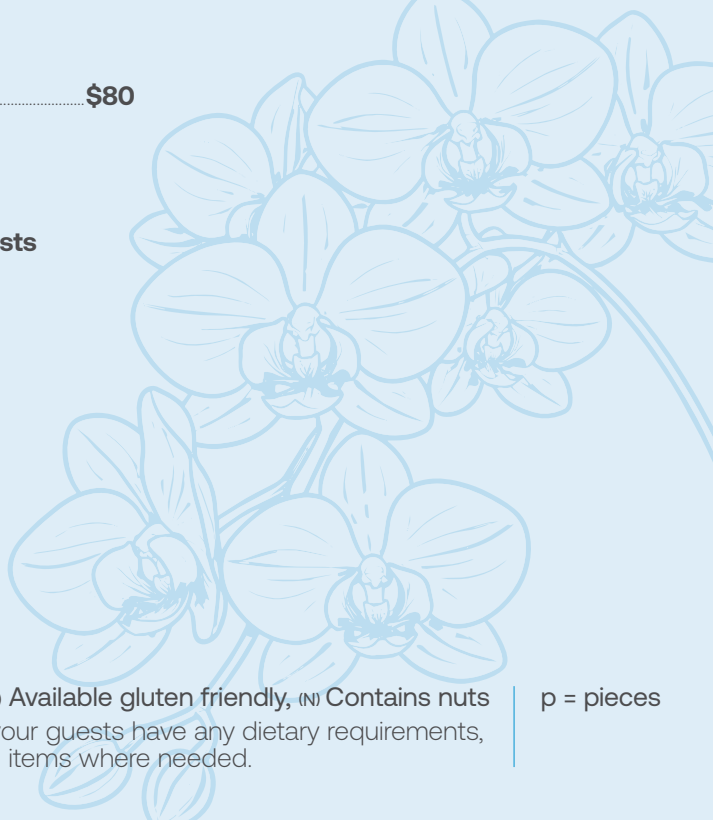 $80
sts
Available gluten friendly, (N) Contains nuts
p = pieces
our guests have any dietary requirements,
items where needed.